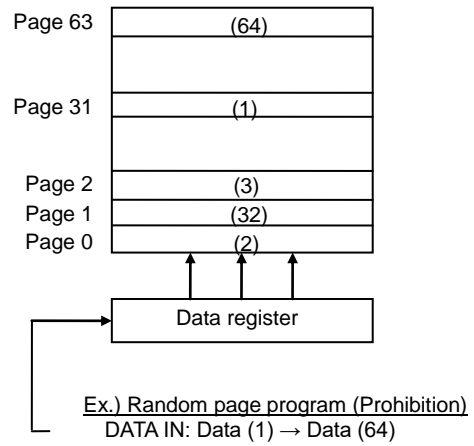 Page 63 (64)
Page 31 (1)
Page 2 (3)
Page 1 (32)
Page 0 (2)
Data register
Ex.) Random page program (Prohibition)
DATA IN: Data (1) → Data (64)